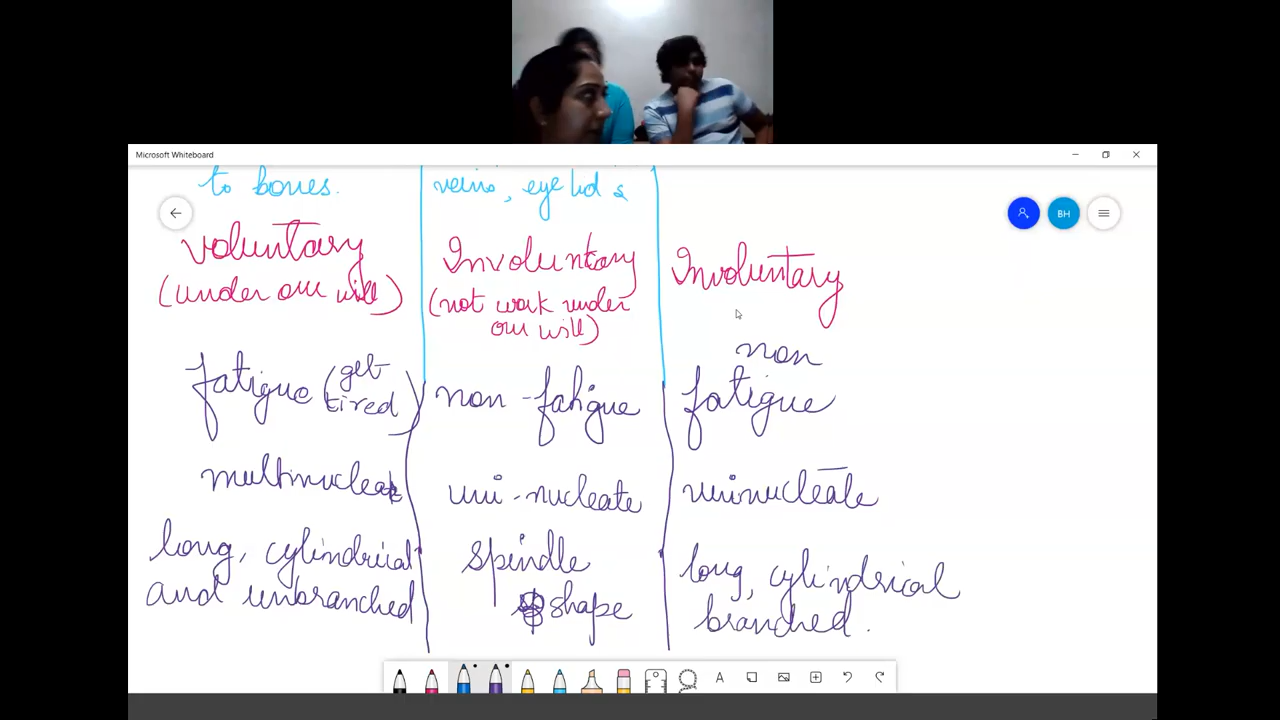 Microsoft Whiteboard
to bones.
veins, eye lid &
BH
voluntary
(under our will)
Involuntary
(not work under
our will)
Involuntary
fatigue (get
tired)
non-fatigue
non
fatigue
multinucleate
uni-nucleate
uninucleate
long, cylindrical
and unbranched
spindle
shape
long, cylindrical
branched.
A